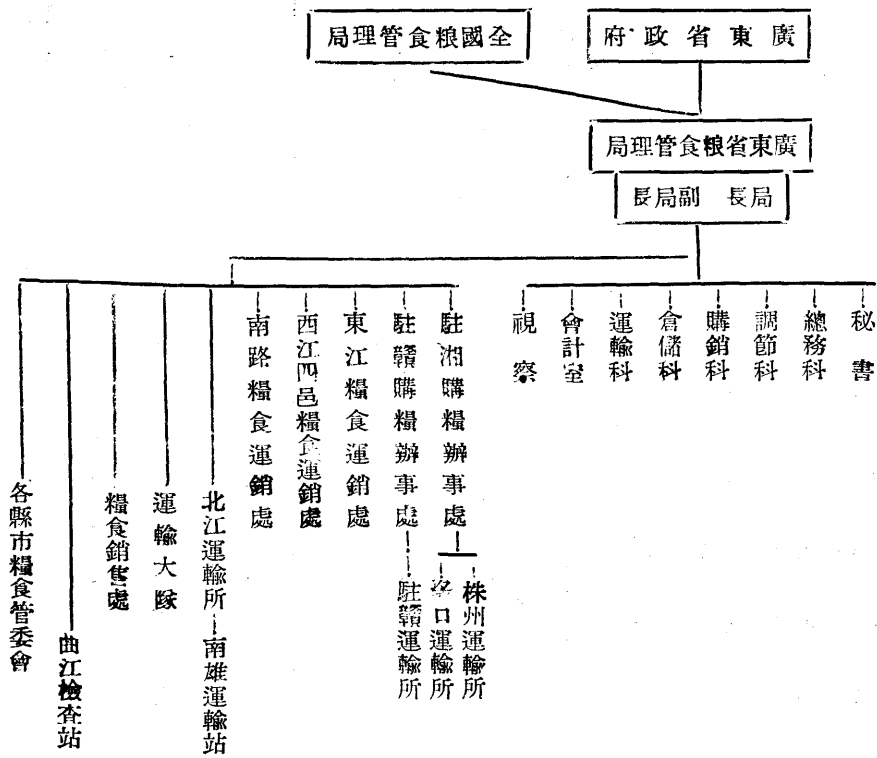 廣東省政府
全國粮食管理局
廣東省粮食管理局
局長 副局長
秘書
總務科
調節科
購銷科
倉儲科
運輸科
會計室
視察
駐湘購糧辦事處
株州運輸所
口運輸所
駐贛購糧辦事處
駐贛運輸所
東江糧食運銷處
西江四邑糧食運銷處
南路糧食運銷處
北江運輸所
南雄運輸站
運輸大隊
糧食銷售處
曲江檢查站
各縣市糧食管委會